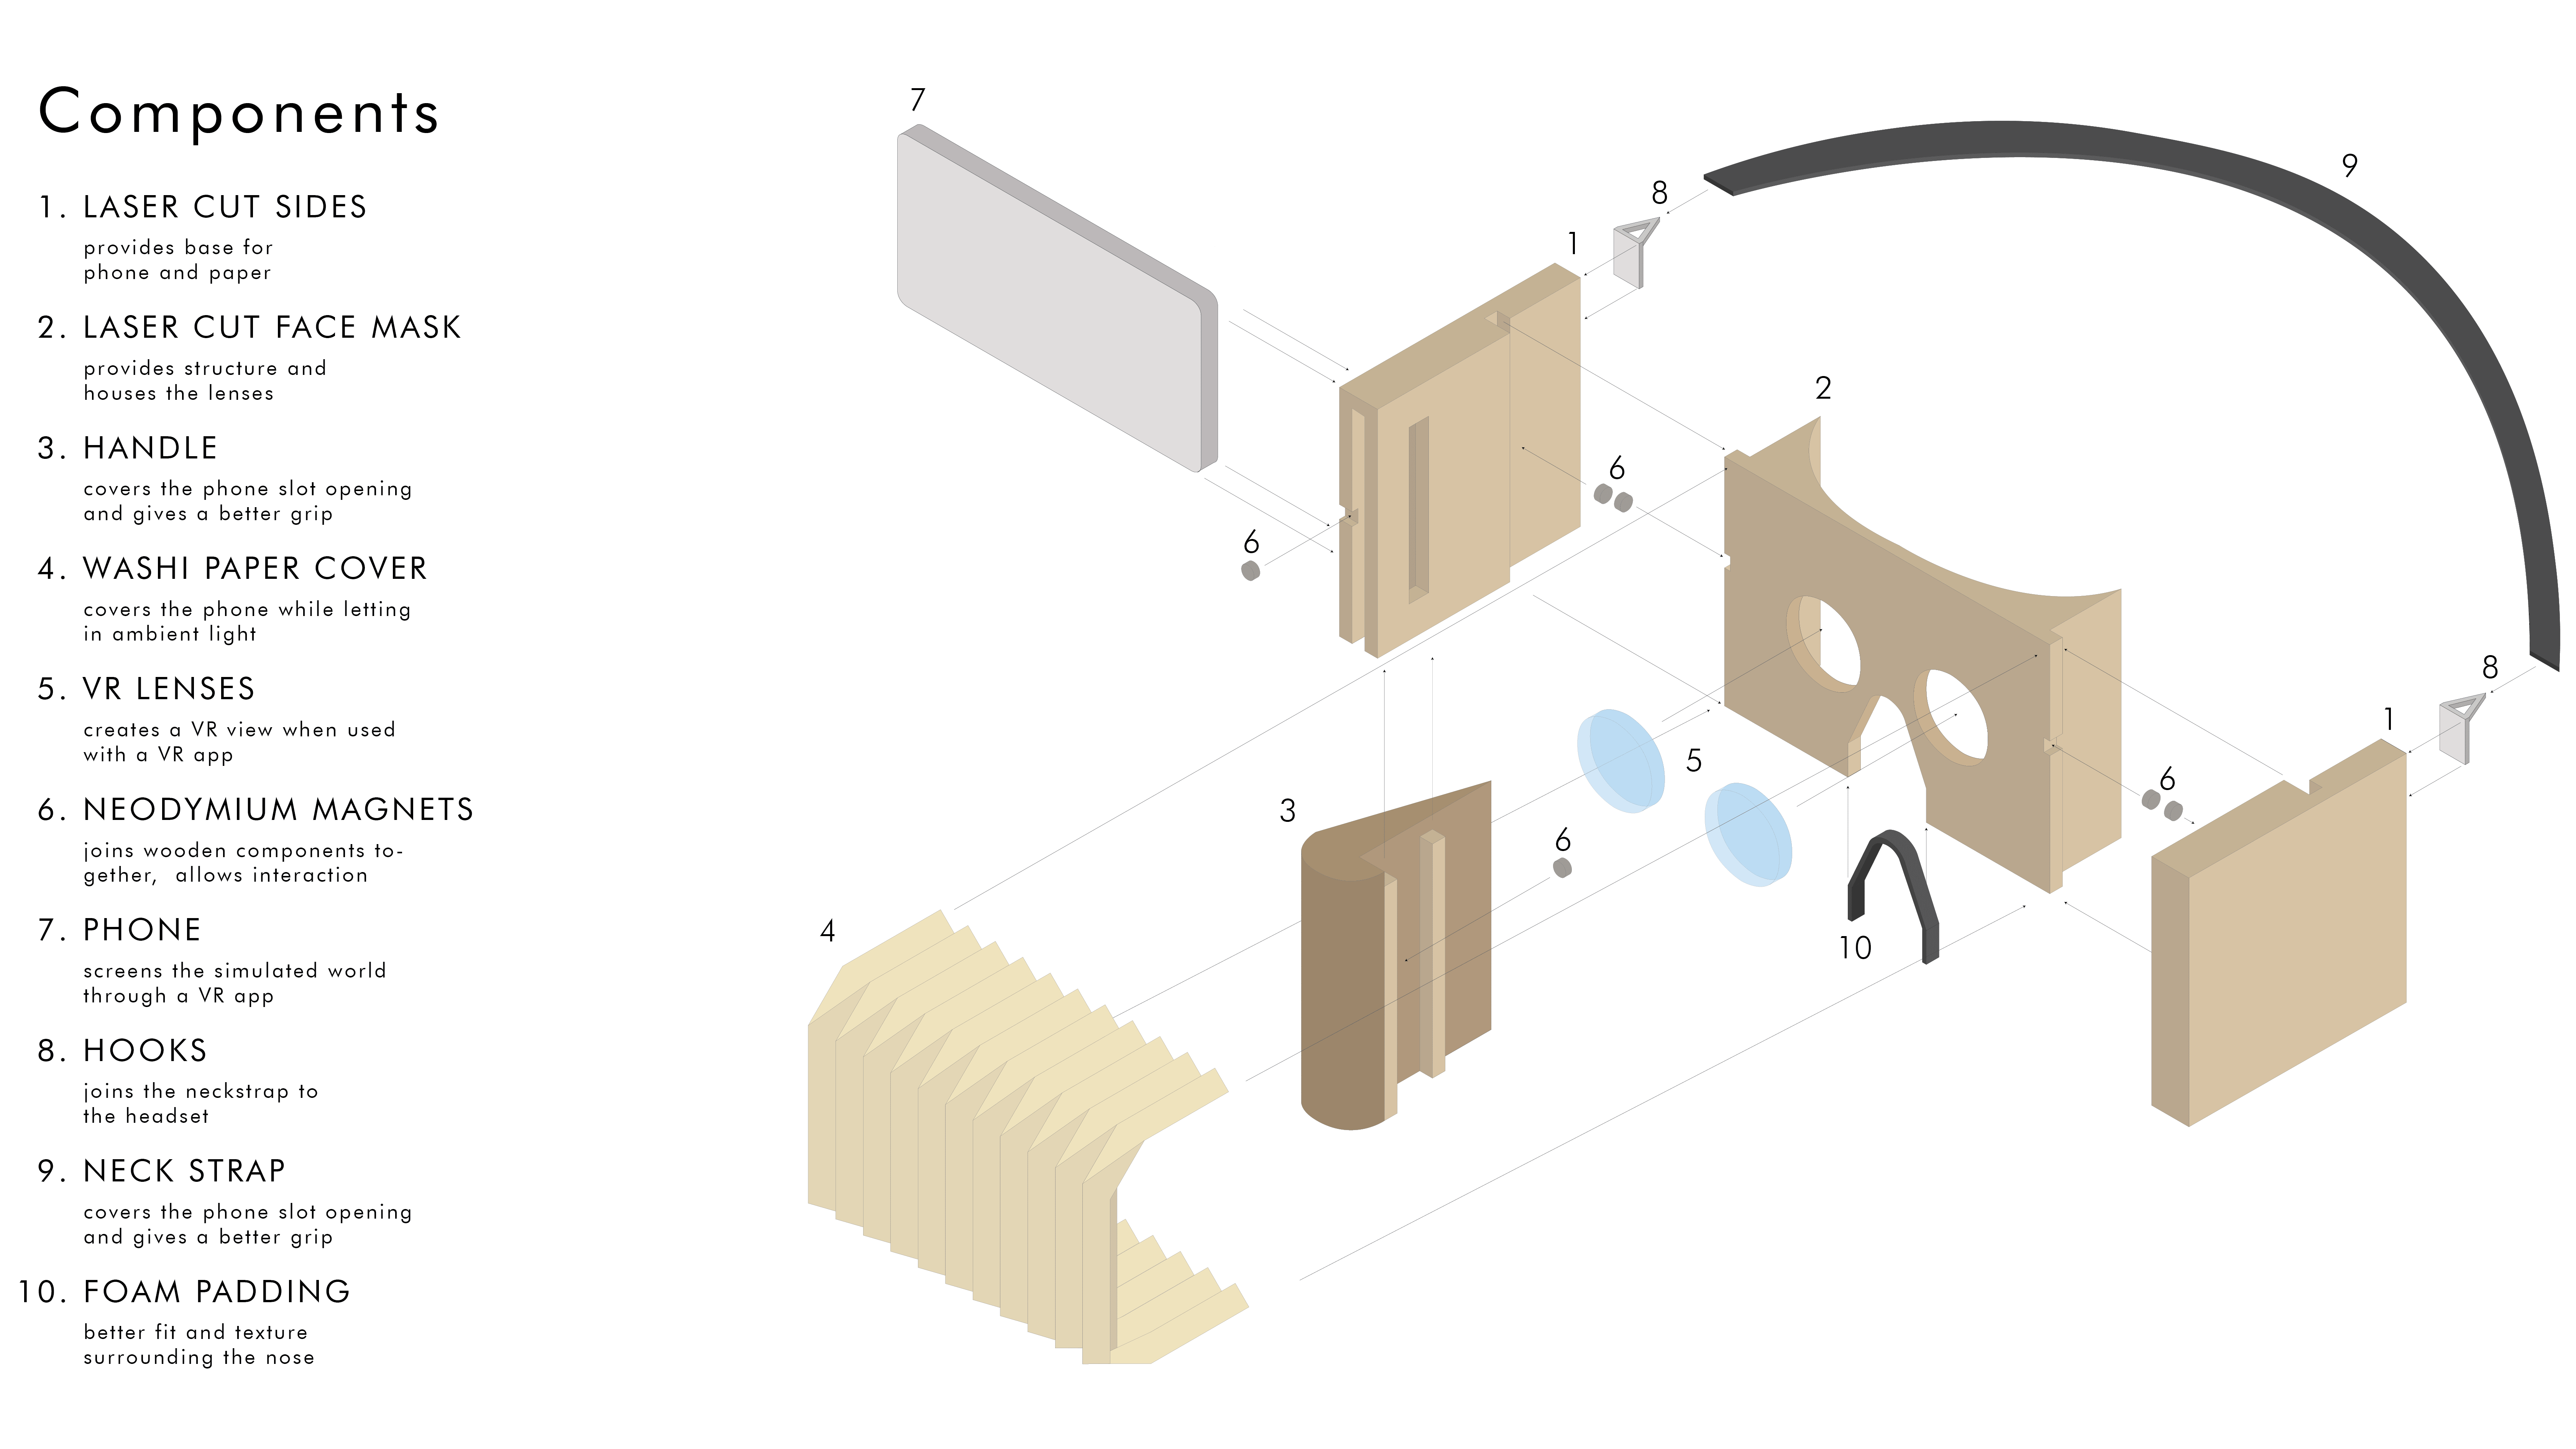 Components
1. LASER CUT SIDES
provides base for
phone and paper
2. LASER CUT FACE MASK
provides structure and
houses the lenses
3. HANDLE
covers the phone slot opening
and gives a better grip
4. WASHI PAPER COVER
covers the phone while letting
in ambient light
5. VR LENSES
creates a VR view when used
with a VR app
6. NEODYMIUM MAGNETS
joins wooden components to-
gether,  allows interaction
7. PHONE
screens the simulated world
through a VR app
8. HOOKS
joins the neckstrap to
the headset
9. NECK STRAP
covers the phone slot opening
and gives a better grip
10. FOAM PADDING
better fit and texture
surrounding the nose
7
9
8
1
2
6
6
8
1
5
6
3
6
4
10